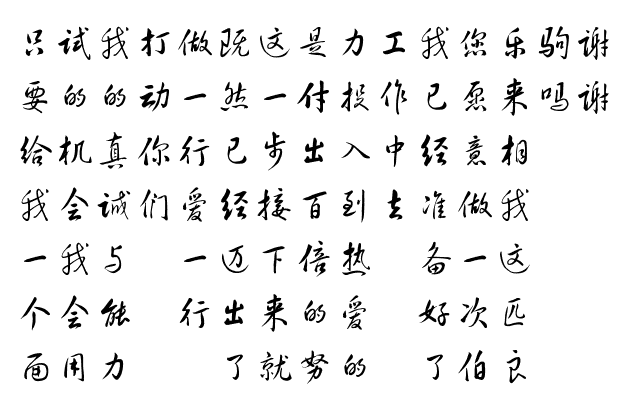 只要给我一个面
试的机会我会用
我的真诚与能力
打动你们
做一行爱一行
既然已经迈出了
这一步接下来就
是付出百倍的努
力投入到热爱的
工作中去
我已经准备好了
您愿意做一次伯
乐来相我这匹良
驹吗
谢谢